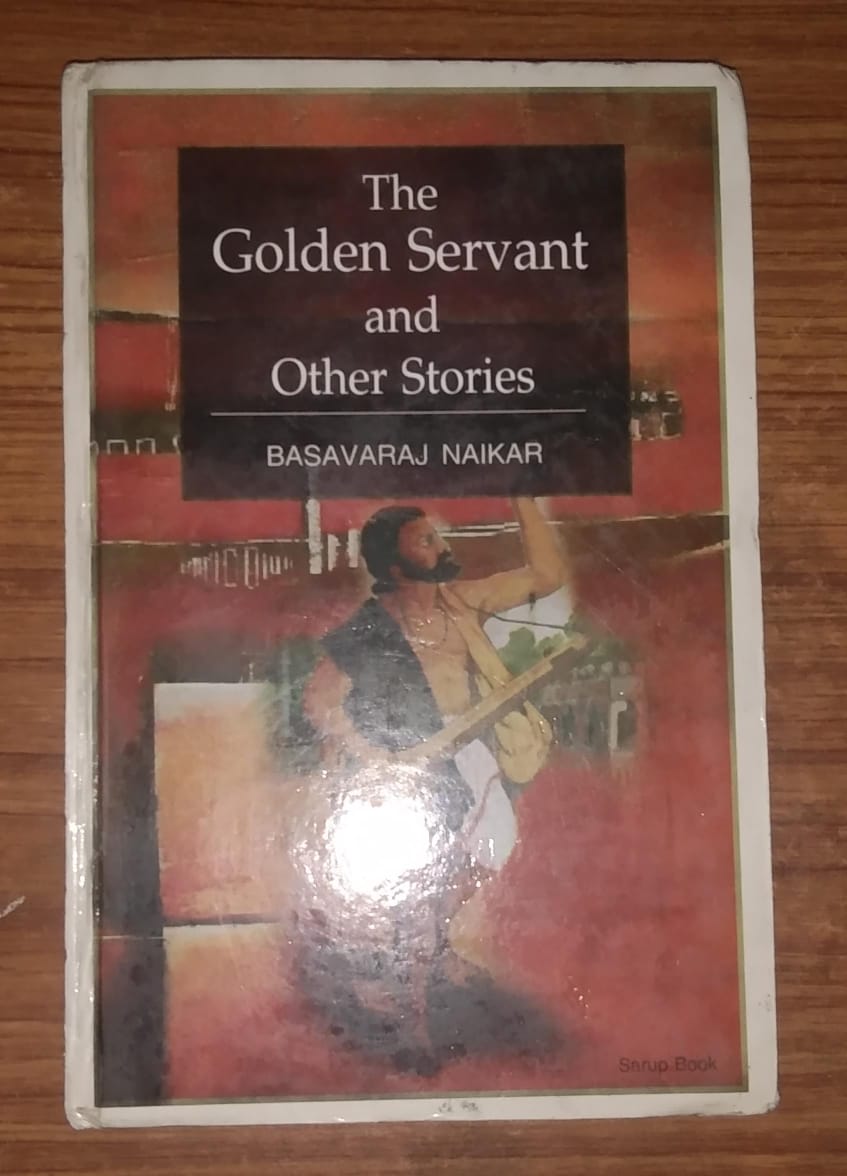 The
Golden Servant
and
Other Stories
BASAVARAJ NAIKAR
Sarup Book